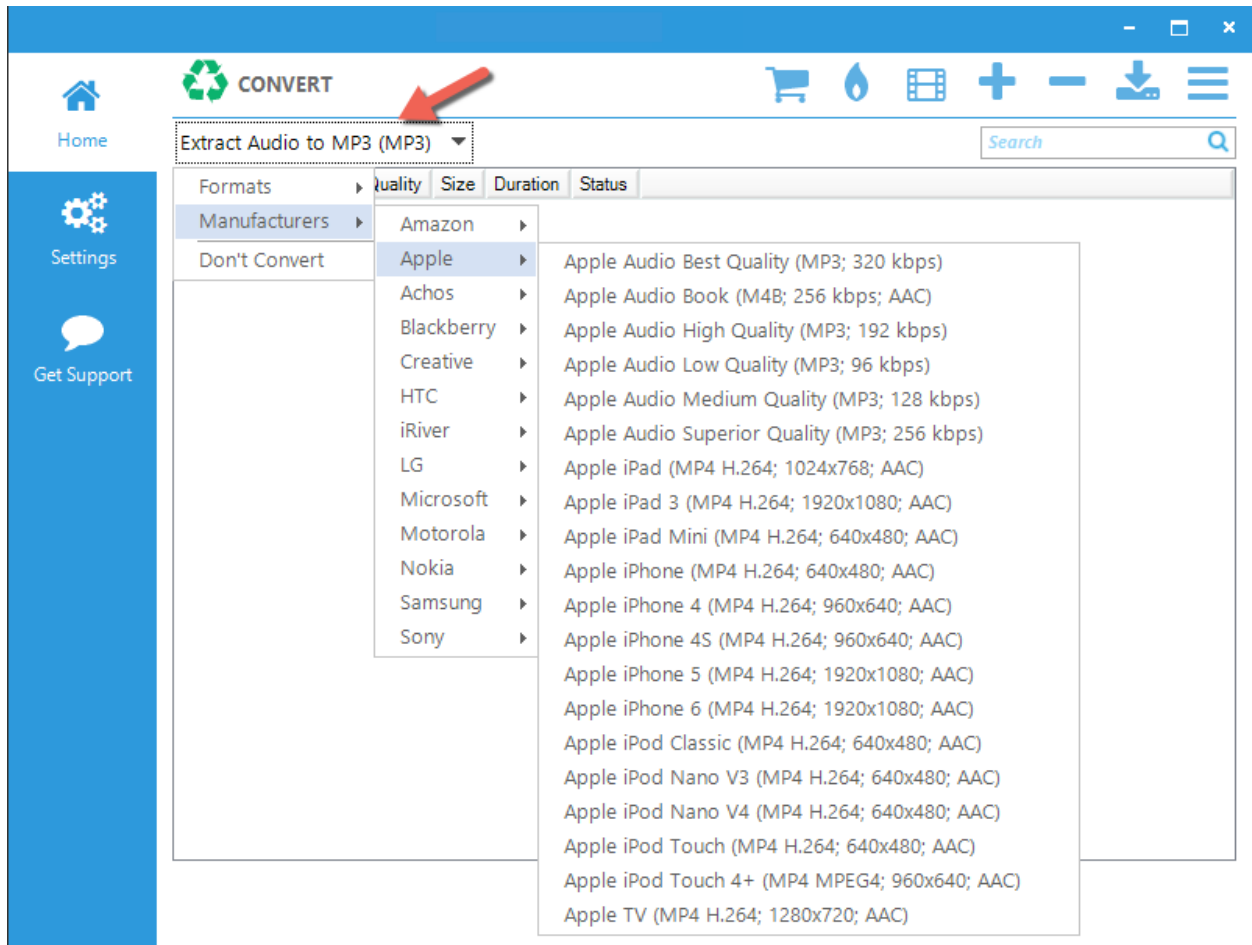 CONVERT
Home
Extract Audio to MP3 (MP3)
Search
Formats
Quality Size Duration Status
Manufacturers
Don't Convert
Settings
Get Support
Amazon
Apple
Achos
Blackberry
Creative
HTC
iRiver
LG
Microsoft
Motorola
Nokia
Samsung
Sony
Apple Audio Best Quality (MP3; 320 kbps)
Apple Audio Book (M4B; 256 kbps; AAC)
Apple Audio High Quality (MP3; 192 kbps)
Apple Audio Low Quality (MP3; 96 kbps)
Apple Audio Medium Quality (MP3; 128 kbps)
Apple Audio Superior Quality (MP3; 256 kbps)
Apple iPad (MP4 H.264; 1024x768; AAC)
Apple iPad 3 (MP4 H.264; 1920x1080; AAC)
Apple iPad Mini (MP4 H.264; 640x480; AAC)
Apple iPhone (MP4 H.264; 640x480; AAC)
Apple iPhone 4 (MP4 H.264; 960x640; AAC)
Apple iPhone 4S (MP4 H.264; 960x640; AAC)
Apple iPhone 5 (MP4 H.264; 1920x1080; AAC)
Apple iPhone 6 (MP4 H.264; 1920x1080; AAC)
Apple iPod Classic (MP4 H.264; 640x480; AAC)
Apple iPod Nano V3 (MP4 H.264; 640x480; AAC)
Apple iPod Nano V4 (MP4 H.264; 640x480; AAC)
Apple iPod Touch (MP4 H.264; 640x480; AAC)
Apple iPod Touch 4+ (MP4 MPEG4; 960x640; AAC)
Apple TV (MP4 H.264; 1280x720; AAC)